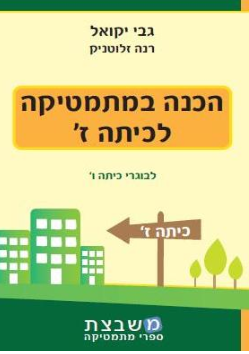 גבי יקואל
רנה זלוטניק
הכנה במתמטיקה
לכיתה ז'
לבוגרי כיתה ו'
כיתה ז'
משבצת
ספרי מתמטיקה